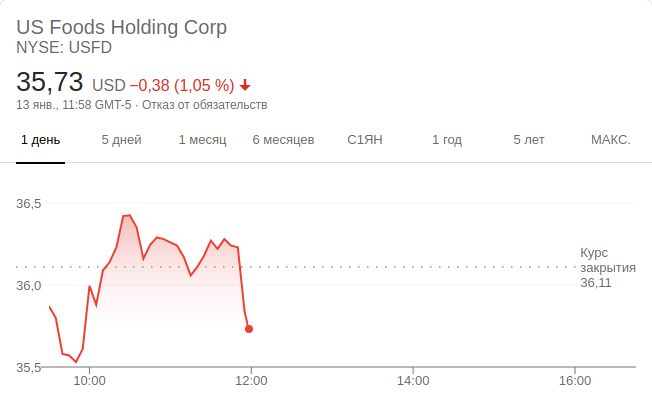 US Foods Holding Corp
NYSE: USFD
35,73 USD −0,38 (1,05 %)
13 янв., 11:58 GMT-5 · Отказ от обязательств
1 день 5 дней 1 месяц 6 месяцев С1ЯН 1 год 5 лет МАКС.
36,5
Курс
закрытия
36,11
36,0
35,5
10:00 12:00 14:00 16:00